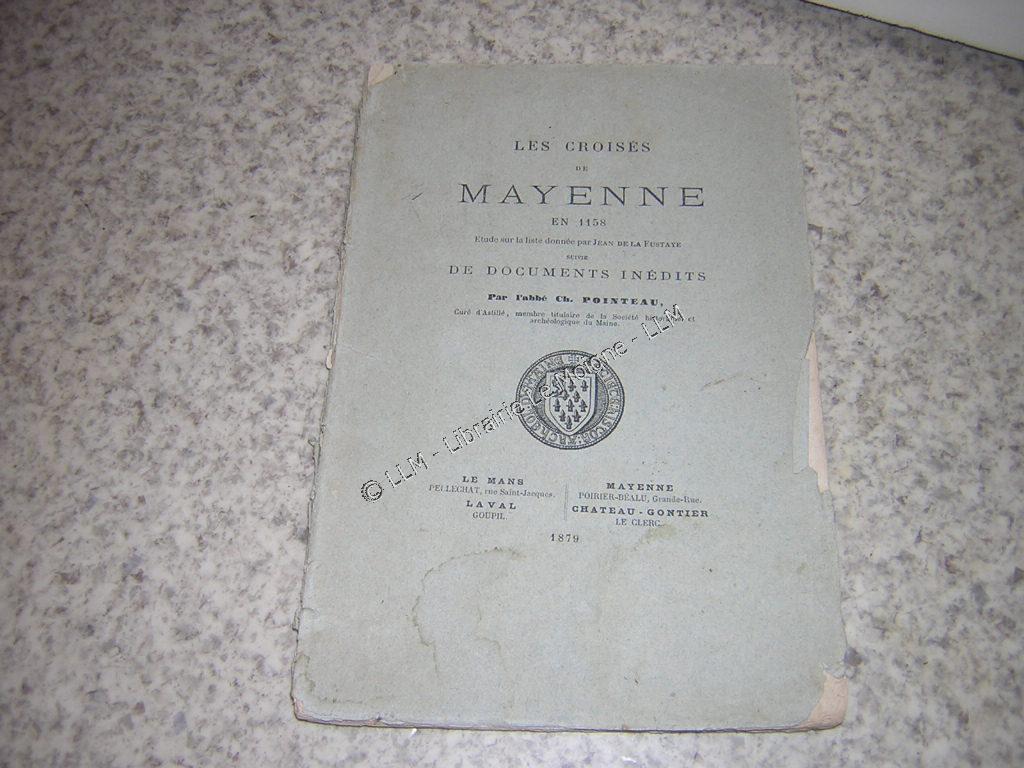 LES CROISÉS
DE
MAYENNE
EN 1158
Etude sur la liste donnée par JEAN DE LA FUSTAYE
SUIVIE
DE DOCUMENTS INÉDITS
Par l'abbé Ch. POINTEAU,
Curé d'Astillé, membre titulaire de la Société historique et
archéologique du Maine.
© LLM - Librairie Le Moione - LLM
LE MANS
PELLECHAT, rue Saint-Jacques.
LAVAL
GOUPIL.
MAYENNE
POIRIER-BÉALU, Grande-Rue.
CHATEAU-GONTIER
LE CLERC.
1879